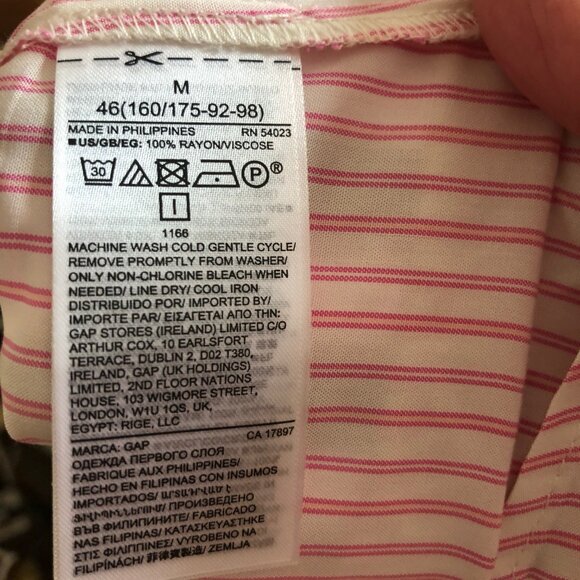 M
46(160/175-92-98)
MADE IN PHILIPPINES RN 54023
■US/GB/EG: 100% RAYON/VISCOSE
30 P®
1166
MACHINE WASH COLD GENTLE CYCLE/
REMOVE PROMPTLY FROM WASHER/
ONLY NON-CHLORINE BLEACH WHEN
NEEDED/ LINE DRY/ COOL IRON
DISTRIBUIDO POR/ IMPORTED BY/
IMPORTE PAR/ ΕΙΣΑΓΕΤΑΙ ΑΠΟ ΤΗΝ:
GAP STORES (IRELAND) LIMITED C/O
ARTHUR COX, 10 EARLSFORT
TERRACE, DUBLIN 2, D02 T380,
IRELAND, GAP (UK HOLDINGS)
LIMITED, 2ND FLOOR NATIONS
HOUSE, 103 WIGMORE STREET,
LONDON, W1U 1QS, UK,
EGYPT: RIGE, LLC
MARCA: GAP CA 17897
ОДЕЖДА ПЕРВОГО СЛОЯ
FABRIQUE AUX PHILIPPINES/
HECHO EN FILIPINAS CON INSUMOS
IMPORTADOS/ ԱՐՏԱԴՐՎԱԾ Է
ՖԻԼԻՊԻՆՆԵՐՈՒՄ/ ПРОИЗВЕДЕНО
ВЪВ ФИЛИПИНИТЕ/ FABRICADO
NAS FILIPINAS/ ΚΑΤΑΣΚΕΥΑΣΤΗΚΕ
ΣΤΙΣ ΦΙΛΙΠΠΙΝΕΣ/ FÜLÖP